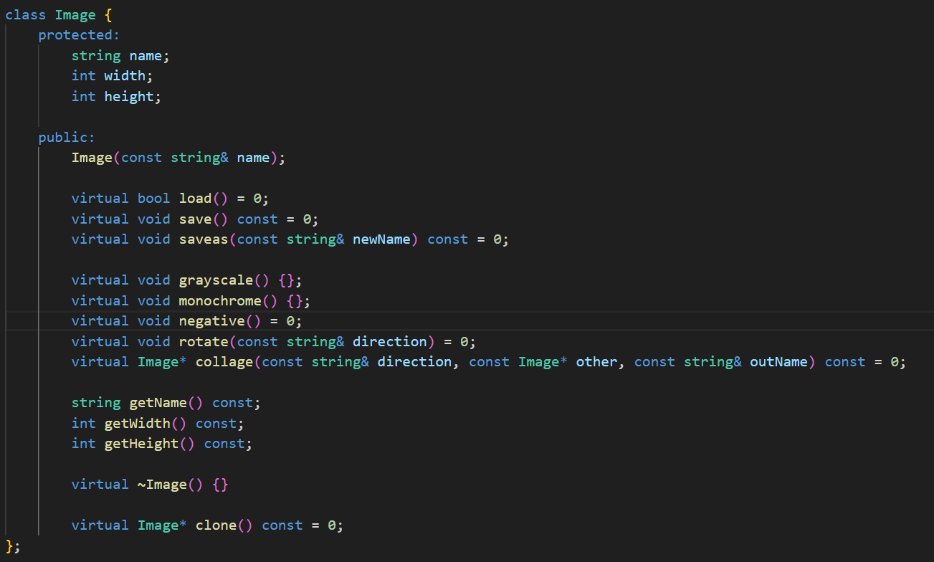 class Image {
    protected:
        string name;
        int width;
        int height;

    public:
        Image(const string& name);

        virtual bool load() = 0;
        virtual void save() const = 0;
        virtual void saveas(const string& newName) const = 0;

        virtual void grayscale() {};
        virtual void monochrome() {};
        virtual void negative() = 0;
        virtual void rotate(const string& direction) = 0;
        virtual Image* collage(const string& direction, const Image* other, const string& outName) const = 0;

        string getName() const;
        int getWidth() const;
        int getHeight() const;

        virtual ~Image() {}

        virtual Image* clone() const = 0;
};